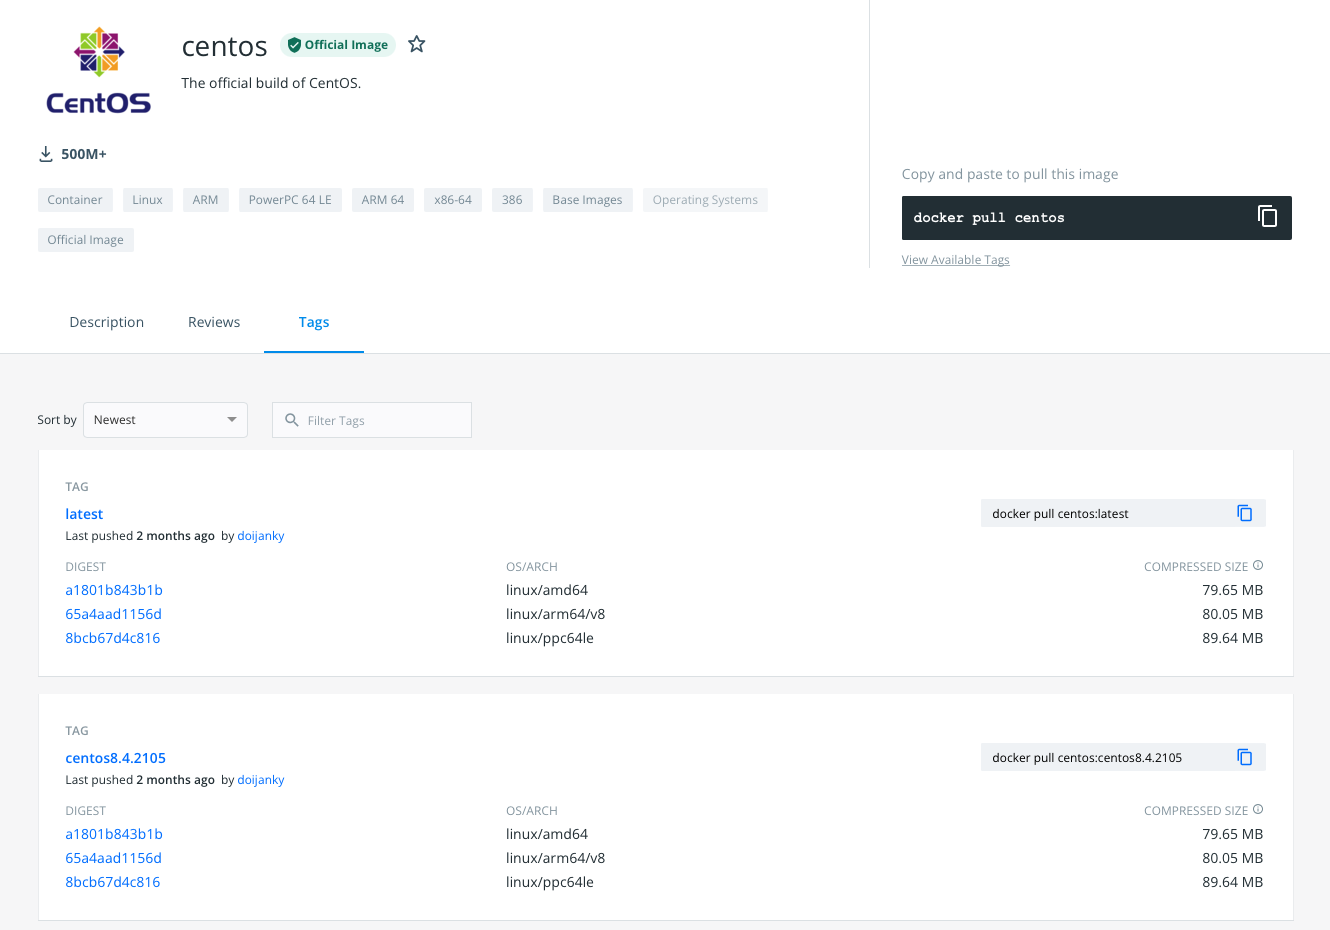 centos Official Image
The official build of CentOS.
CentOS
500M+
Container Linux ARM PowerPC 64 LE ARM 64 x86-64 386 Base Images Operating Systems
Official Image
Copy and paste to pull this image
docker pull centos
View Available Tags
Description Reviews Tags
Sort by Newest Filter Tags
TAG
latest
docker pull centos:latest
Last pushed 2 months ago by doijanky
DIGEST OS/ARCH COMPRESSED SIZE
a1801b843b1b linux/amd64 79.65 MB
65a4aad1156d linux/arm64/v8 80.05 MB
8bcb67d4c816 linux/ppc64le 89.64 MB
TAG
centos8.4.2105
docker pull centos:centos8.4.2105
Last pushed 2 months ago by doijanky
DIGEST OS/ARCH COMPRESSED SIZE
a1801b843b1b linux/amd64 79.65 MB
65a4aad1156d linux/arm64/v8 80.05 MB
8bcb67d4c816 linux/ppc64le 89.64 MB